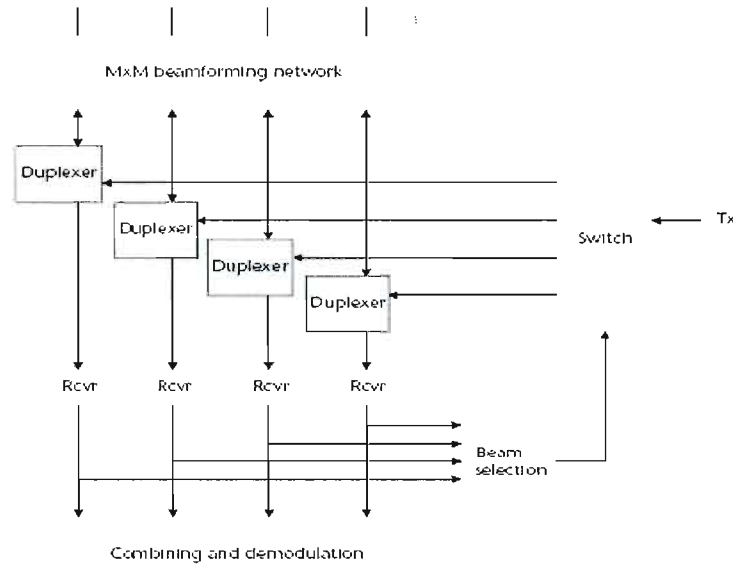 MxM beamforming network
Duplexer
Duplexer
Duplexer
Duplexer
Tx
Switch
Rcvr
Rcvr
Rcvr
Rcvr
Beam
selection
Combining and demodulation